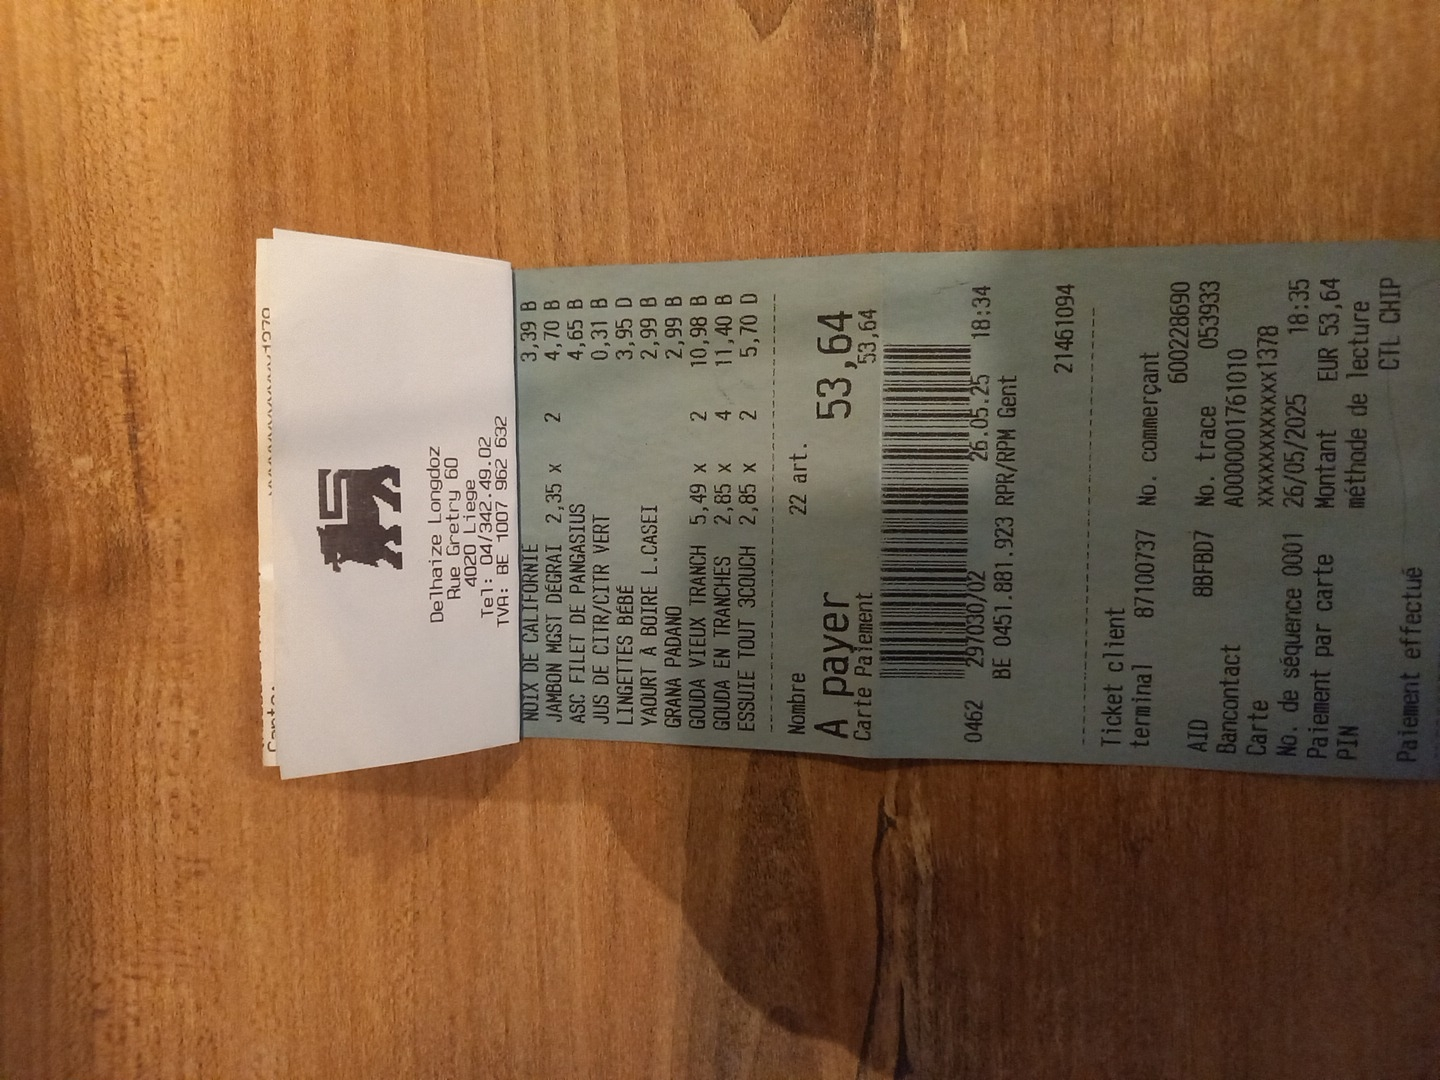 Delhaize Longdoz
Rue Gretry 60
4020 Liege
Tel: 04/342.49.02
TVA: BE 1007 962 632
NOIX DE CALIFORNIE 3,39 B
JAMBON MGST DÉGRAI 2,35 x 2 4,70 B
ASC FILET DE PANGASIUS 4,65 B
JUS DE CITR/CITR VERT 0,31 B
LINGETTES BÉBÉ 3,95 D
YAOURT À BOIRE L.CASEI 2,99 B
GRANA PADANO 2,99 B
GOUDA VIEUX TRANCH 5,49 x 2 10,98 B
GOUDA EN TRANCHES 2,85 x 4 11,40 B
ESSUIE TOUT 3COUCH 2,85 x 2 5,70 D
Nombre 22 art.
A payer 53,64
Carte Paiement 53,64
0462 297030/02 26.05.25 18:34
BE 0451.881.923 RPR/RPM Gent
21461094
Ticket client
terminal 87100737 No. commerçant
600228690
AID 8BFBD7 No. trace 053933
Bancontact A0000001761010
Carte xxxxxxxxxxxxx1378
No. de séquence 0001 26/05/2025 18:35
Paiement par carte Montant EUR 53,64
PIN méthode de lecture
CTL CHIP
Paiement effectué